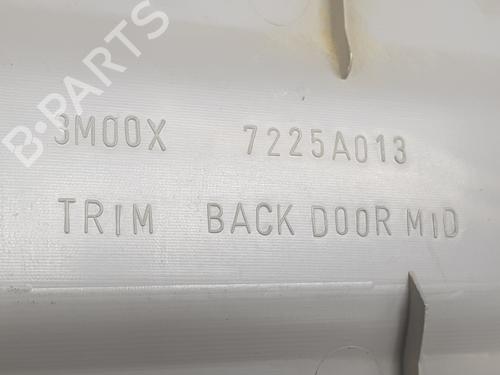 B-PARTS
3M00X 7225A013
TRIM BACK DOOR MID